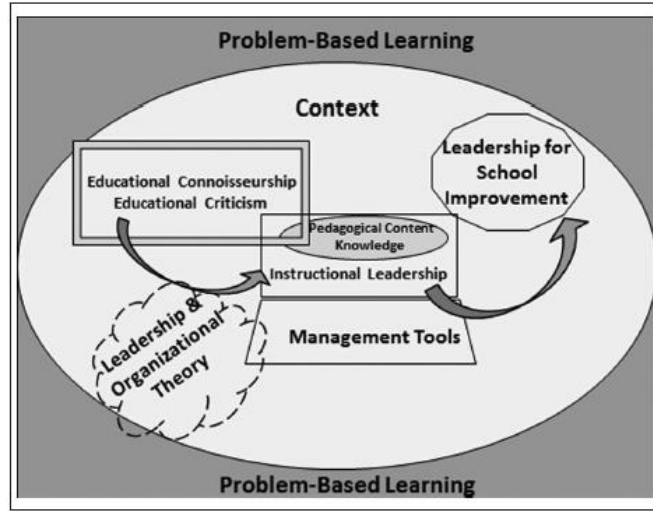 Problem-Based Learning
Context
Leadership for
School
Improvement
Educational Connoisseurship
Educational Criticism
Pedagogical Content
Knowledge
Instructional Leadership
Leadership &
Organizational
Theory
Management Tools
Problem-Based Learning